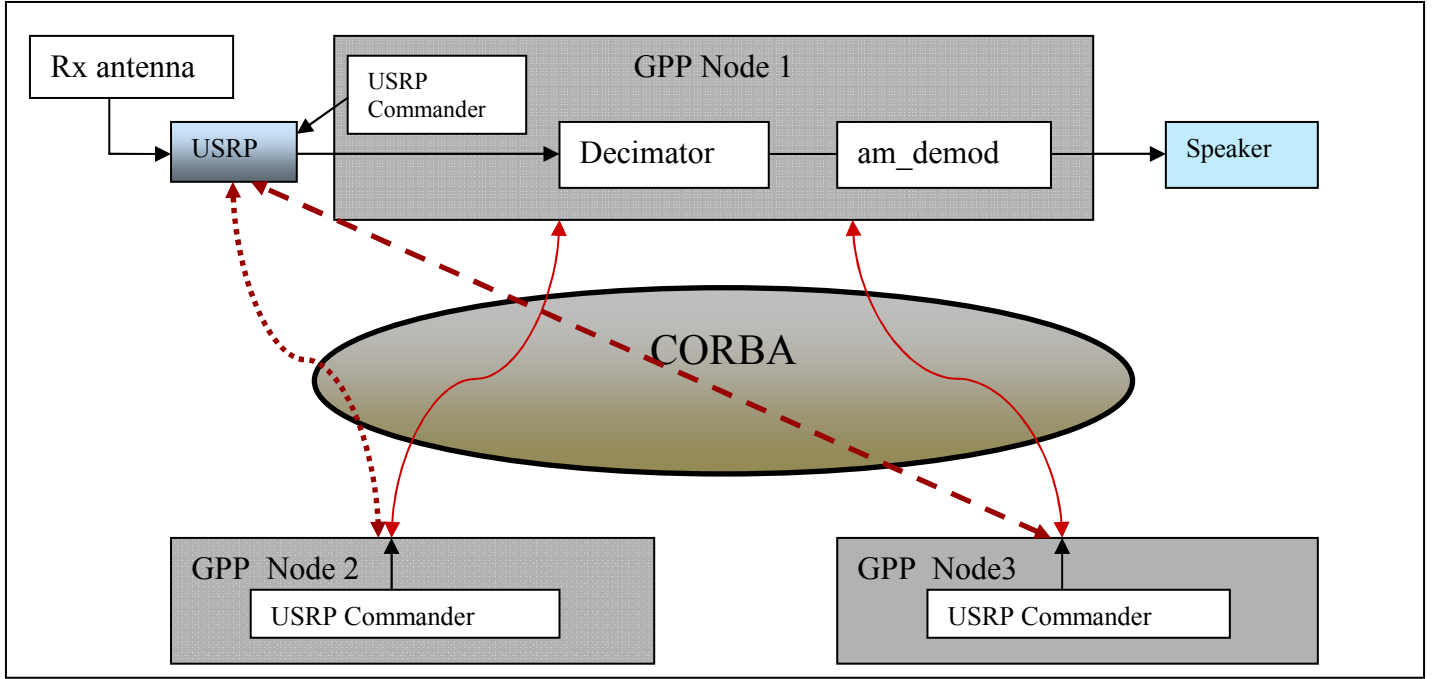 Rx antenna
USRP
USRP
Commander
GPP Node 1
Decimator
am_demod
Speaker
CORBA
GPP  Node 2
USRP Commander
GPP  Node3
USRP Commander